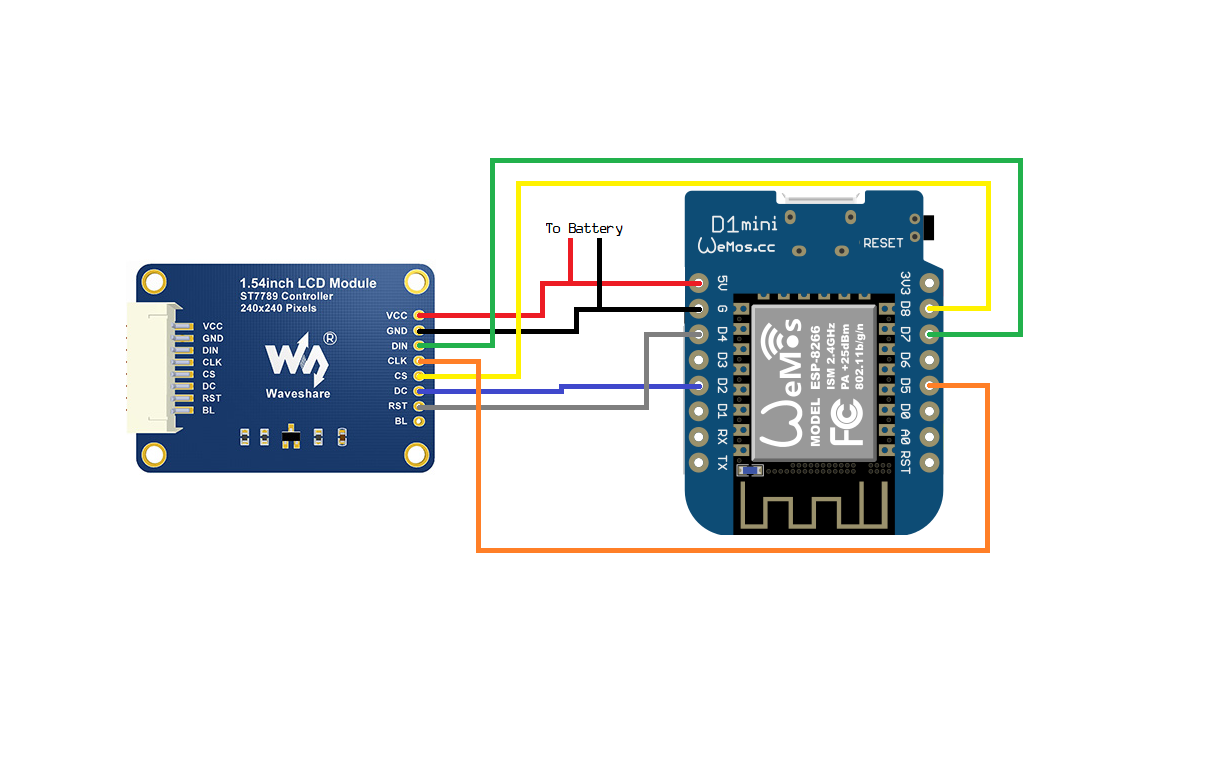 To Battery
1.54inch LCD Module
ST7789 Controller
240x240 Pixels
VCC
GND
DIN
CLK
CS
DC
RST
BL
®
Waveshare
VCC
GND
DIN
CLK
CS
DC
RST
BL
D1mini
WeMos.cc
RESET
5V
G
D4
D3
D2
D1
RX
TX
WeMos
MODEL ESP-8266
ISM 2.4GHz
PA +25dBm
802.11b/g/n
FC
3V3
D8
D7
D6
D5
D0
A0
RST